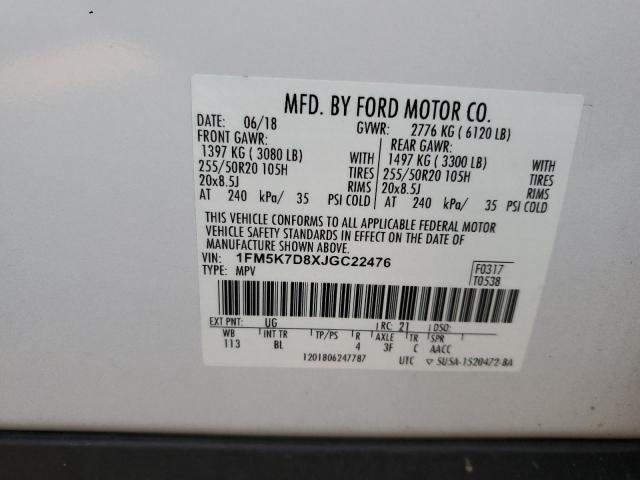 MFD. BY FORD MOTOR CO.
DATE: 06/18 GVWR: 2776 KG ( 6120 LB)
FRONT GAWR: REAR GAWR:
1397 KG ( 3080 LB) WITH 1497 KG ( 3300 LB) WITH
255/50R20 105H TIRES 255/50R20 105H TIRES
20x8.5J RIMS 20x8.5J RIMS
AT 240 kPa/ 35 PSI COLD AT 240 kPa/ 35 PSI COLD
THIS VEHICLE CONFORMS TO ALL APPLICABLE FEDERAL MOTOR
VEHICLE SAFETY STANDARDS IN EFFECT ON THE DATE OF
MANUFACTURE SHOWN ABOVE.
VIN: 1FM5K7D8XJGC22476 F0317
TYPE: MPV T0538
EXT PNT: UG RC: 21 DSO:
WB INT TR TP/PS R AXLE TR SPR
113 BL 4 3F C AACC
1201806247787 UTC ▽ SUSA-1520472-BA